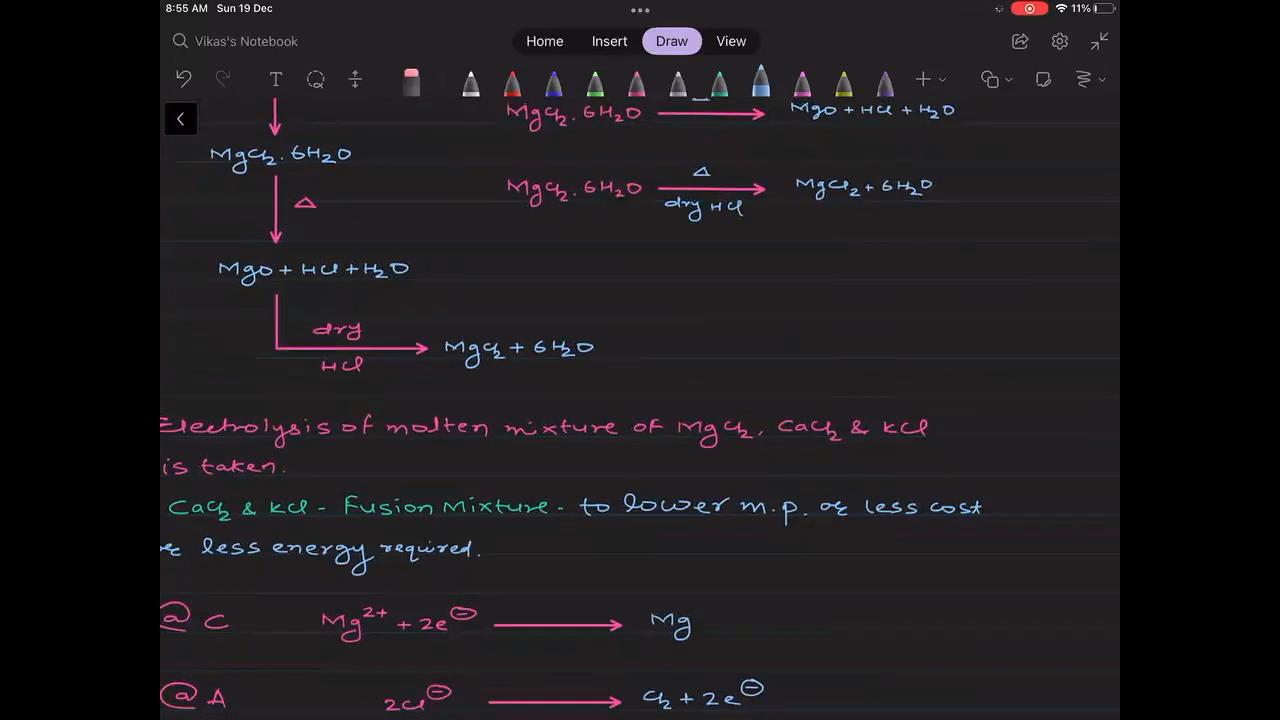 8:55 AM Sun 19 Dec
11%
Vikas's Notebook
Home Insert Draw View
MgCl2.6H2O → MgO + HCl + H2O
MgCl2.6H2O
MgCl2.6H2O → MgCl2 + 6H2O
Δ
dry HCl
Δ
MgO + HCl + H2O
dry
HCl
MgCl2 + 6H2O
Electrolysis of molten mixture of MgCl2, CaCl2 & KCl
is taken.
CaCl2 & KCl - Fusion Mixture - to lower m.p. or less cost
or less energy required.
@ C Mg2+ + 2e⊖ → Mg
@ A 2Cl⊖ → Cl2 + 2e⊖